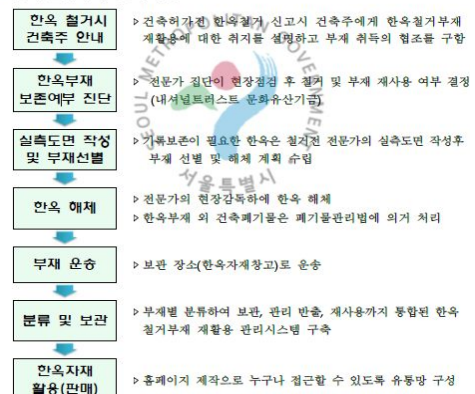 한옥 철거시
건축주 안내
▹ 건축허가전 한옥철거 신고시 건축주에게 한옥철거부재
재활용에 대한 취지를 설명하고 부재 취득의 협조를 구함
한옥부재
보존여부 진단
▹ 전문가 집단이 현장점검 후 철거 및 부재 재사용 여부 결정
(내셔널트러스트 문화유산기금)
실측도면 작성
및 부재선별
▹ 기록보존이 필요한 한옥은 철거전 전문가의 실측도면 작성후
부재 선별 및 해체 계획 수립
한옥 해체
▹ 전문가의 현장감독하에 한옥 해체
▹ 한옥부재 외 건축폐기물은 폐기물관리법에 의거 처리
부재 운송
▹ 보관 장소(한옥자재창고)로 운송
분류 및 보관
▹ 부재별 분류하여 보관, 관리 반출, 재사용까지 통합된 한옥
철거부재 재활용 관리시스템 구축
한옥자재
활용(판매)
▹ 홈페이지 제작으로 누구나 접근할 수 있도록 유통망 구성
SEOUL METROPOLITAN GOVERNMENT
서울특별시